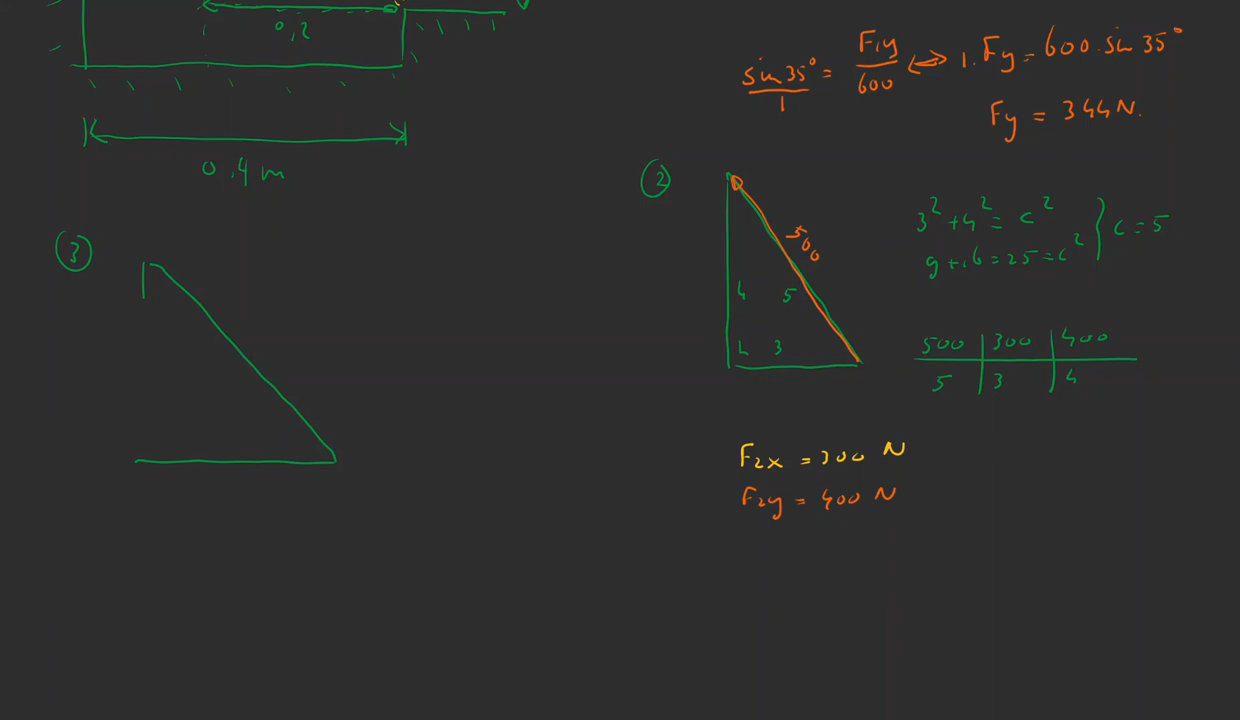 0,2
0,4 m
sin 35° / 1 = F1y / 600 ⟺ 1. Fy = 600 . sin 35°
Fy = 344 N.
②
500
4 5
3
3² + 4² = c²
9 + 16 = 25 = c² } c = 5
500 | 300 | 400
5 | 3 | 4
③
F2x = 300 N
F2y = 400 N